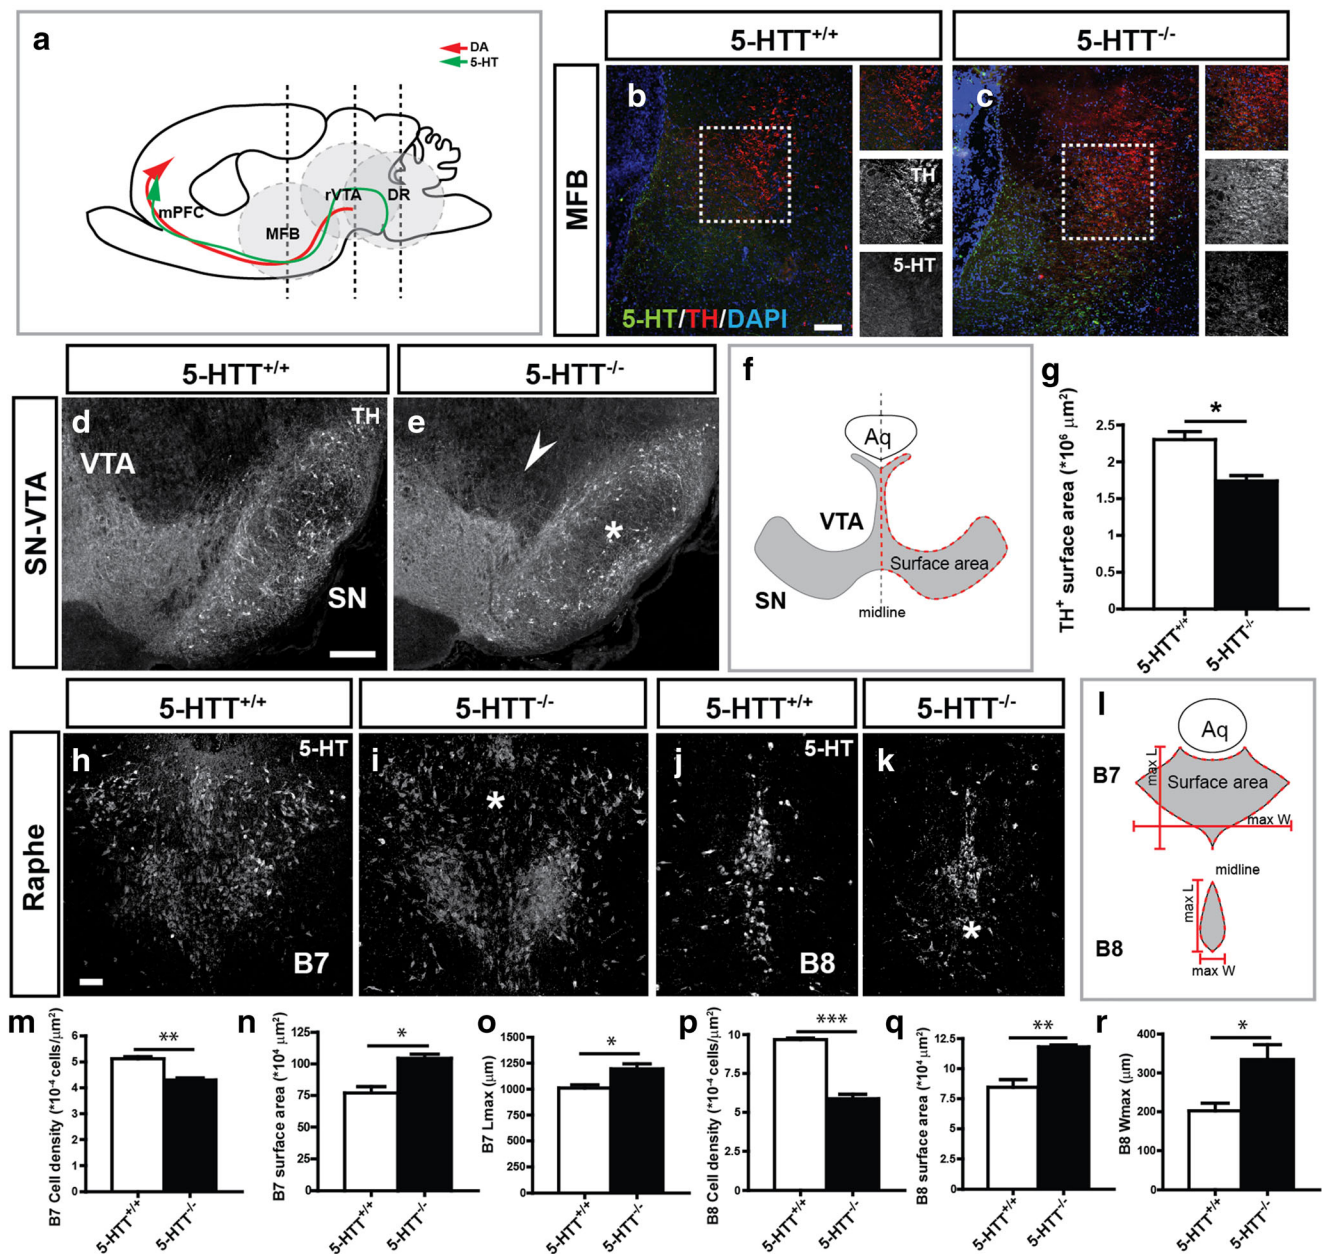 a
DA
5-HT
mPFC
MFB
rVTA
DR
5-HTT+/+
5-HTT-/-
MFB
b
TH
5-HT
5-HT/TH/DAPI
c
5-HTT+/+
5-HTT-/-
SN-VTA
d
TH
VTA
SN
e
*
f
Aq
VTA
Surface area
SN
midline
g
TH+ surface area (*10⁶ µm²)
2.5
2
1.5
1
0.5
0
*
5-HTT+/+
5-HTT-/-
5-HTT+/+
5-HTT-/-
5-HTT+/+
5-HTT-/-
Raphe
h
5-HT
B7
i
*
j
5-HT
B8
k
*
l
Aq
B7
max L
Surface area
max W
midline
max L
B8
max W
m
B7 Cell density (*10⁻⁴ cells/µm²)
6
5
4
3
2
1
0
**
5-HTT+/+
5-HTT-/-
n
B7 surface area (*10⁴ µm²)
125
100
75
50
25
0
*
5-HTT+/+
5-HTT-/-
o
B7 Lmax (µm)
1500
1250
1000
750
500
250
0
*
5-HTT+/+
5-HTT-/-
p
B8 Cell density (*10⁻⁴ cells/µm²)
10
7.5
5
2.5
0
***
5-HTT+/+
5-HTT-/-
q
B8 surface area (*10⁴ µm²)
12.5
10
7.5
5
2.5
0
**
5-HTT+/+
5-HTT-/-
r
B8 Wmax (µm)
400
300
200
100
0
*
5-HTT+/+
5-HTT-/-